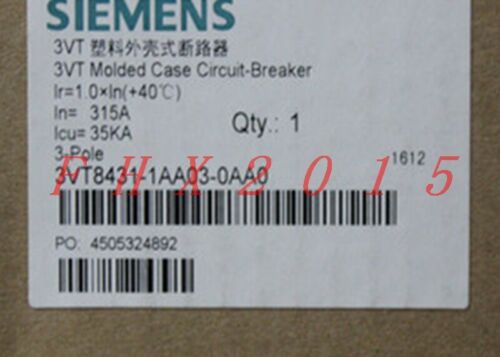 SIEMENS
3VT 塑料外壳式断路器
3VT Molded Case Circuit-Breaker
Ir=1.0×In(+40℃)
In= 315A
Icu= 35KA
Qty.: 1
3-Pole
1612
3VT8431-1AA03-0AA0
FHX2015
PO: 4505324892